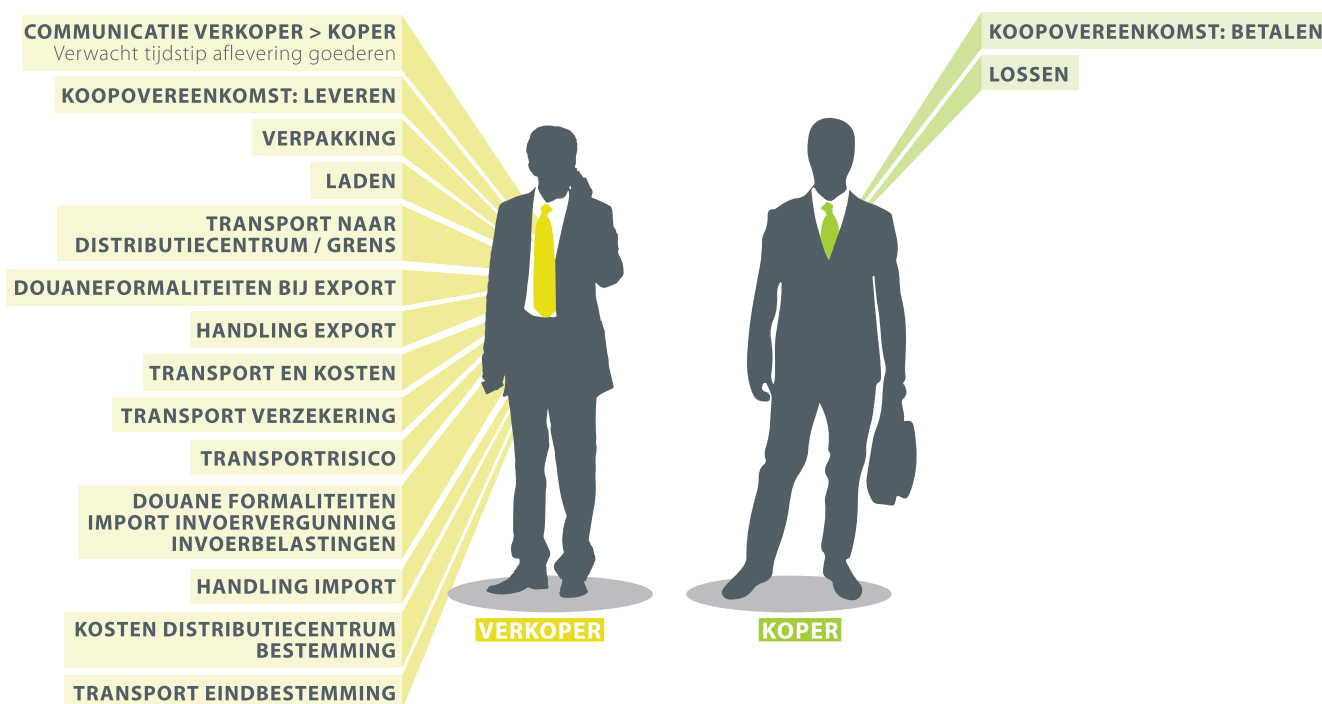 COMMUNICATIE VERKOPER > KOPER
Verwacht tijdstip aflevering goederen
KOOPOVEREENKOMST: LEVEREN
VERPAKKING
LADEN
TRANSPORT NAAR
DISTRIBUTIECENTRUM / GRENS
DOUANEFORMALITEITEN BIJ EXPORT
HANDLING EXPORT
TRANSPORT EN KOSTEN
TRANSPORT VERZEKERING
TRANSPORTRISICO
DOUANE FORMALITEITEN
IMPORT INVOERVERGUNNING
INVOERBELASTINGEN
HANDLING IMPORT
KOSTEN DISTRIBUTIECENTRUM
BESTEMMING
TRANSPORT EINDBESTEMMING
VERKOPER
KOPER
KOOPOVEREENKOMST: BETALEN
LOSSEN